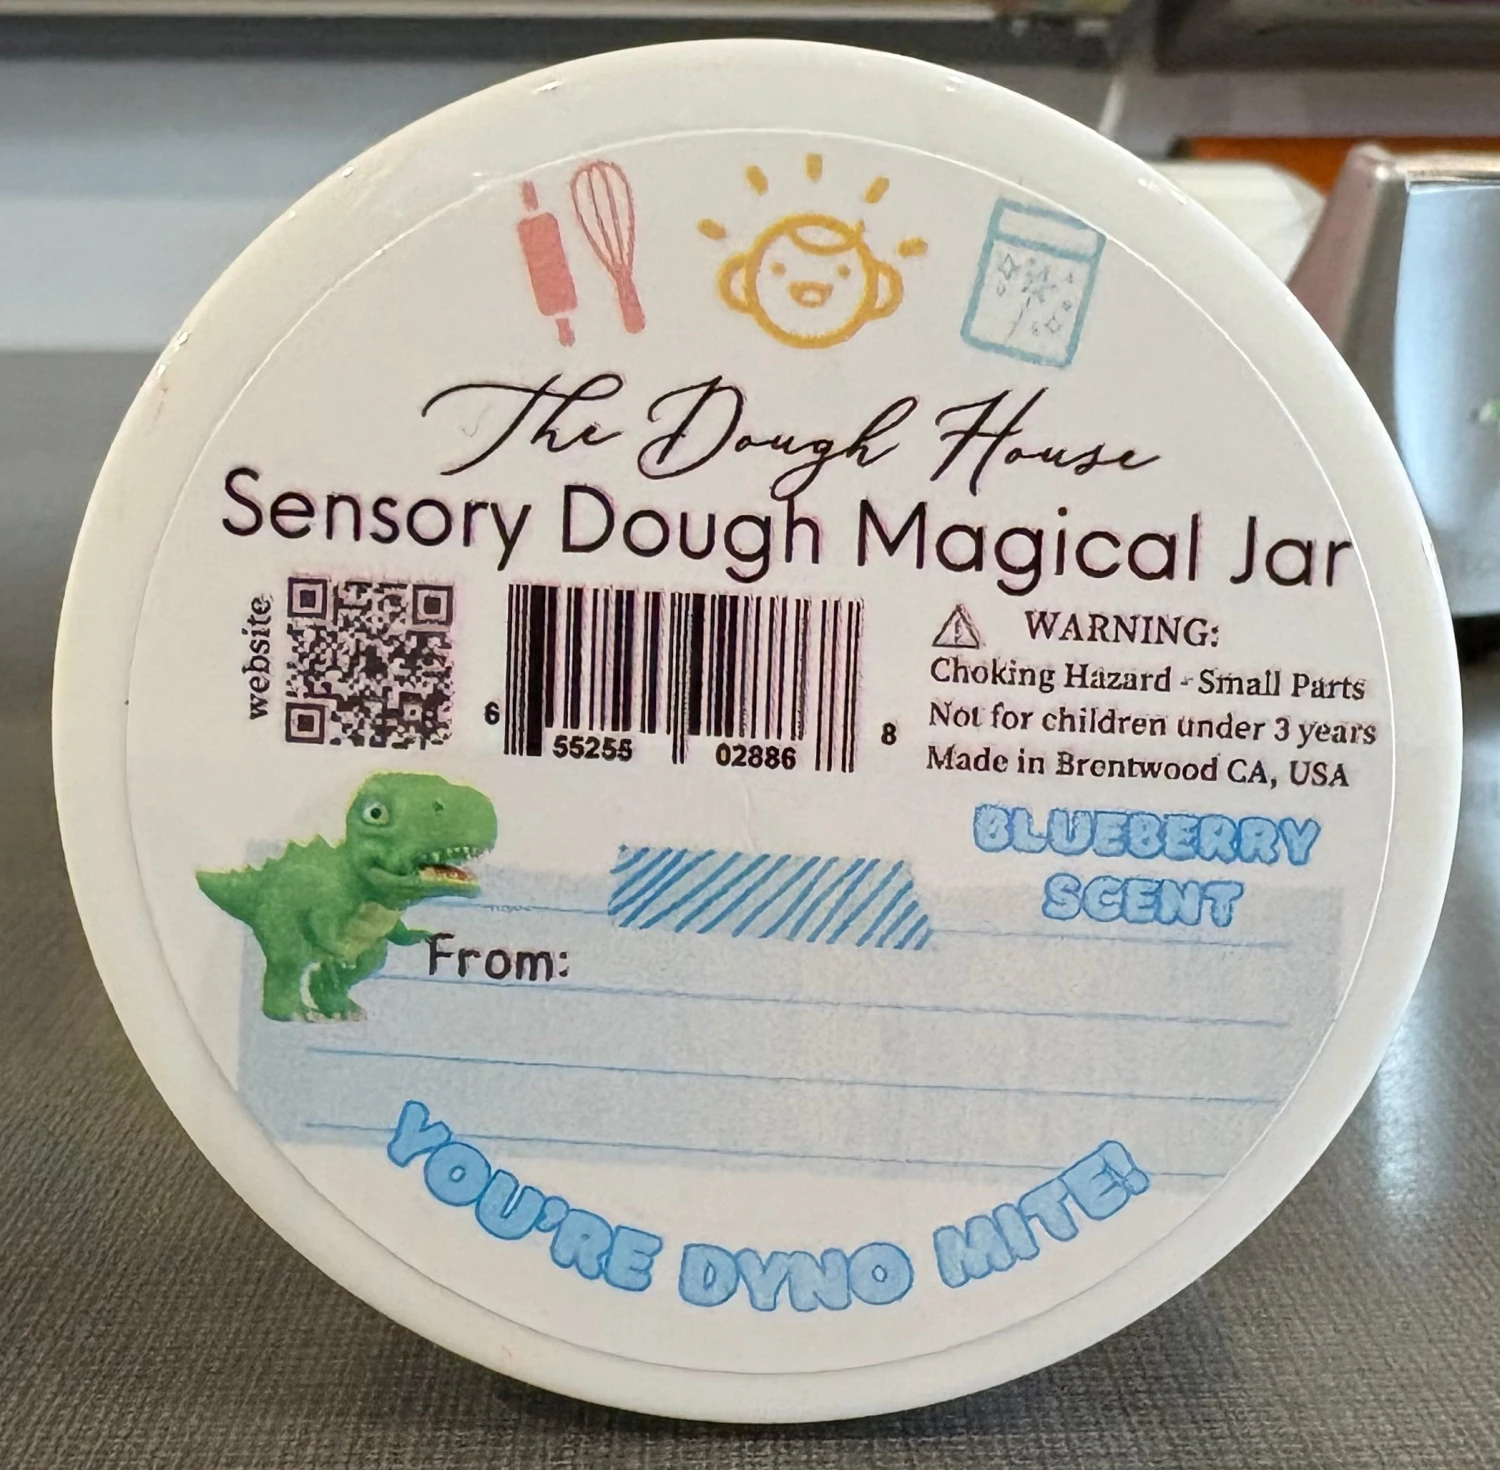 The Dough House
Sensory Dough Magical Jar
website
6 55255 02886 8
WARNING:
Choking Hazard - Small Parts
Not for children under 3 years
Made in Brentwood CA, USA
BLUEBERRY
SCENT
From:
YOU'RE DYNO MITE!